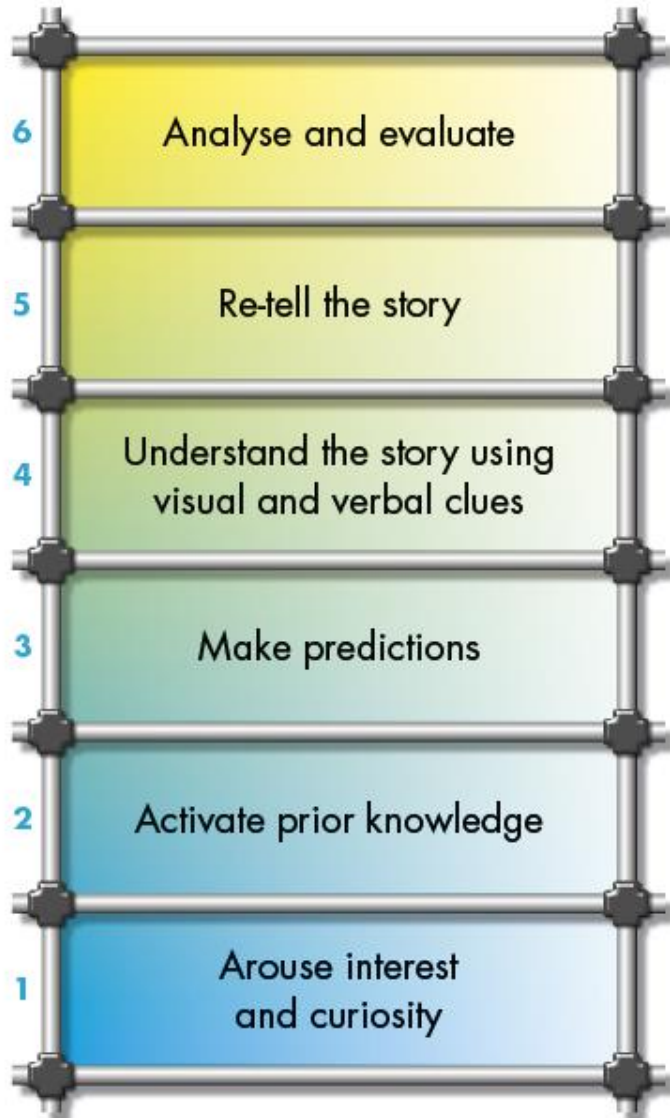 6
Analyse and evaluate
5
Re-tell the story
4
Understand the story using
visual and verbal clues
3
Make predictions
2
Activate prior knowledge
1
Arouse interest
and curiosity